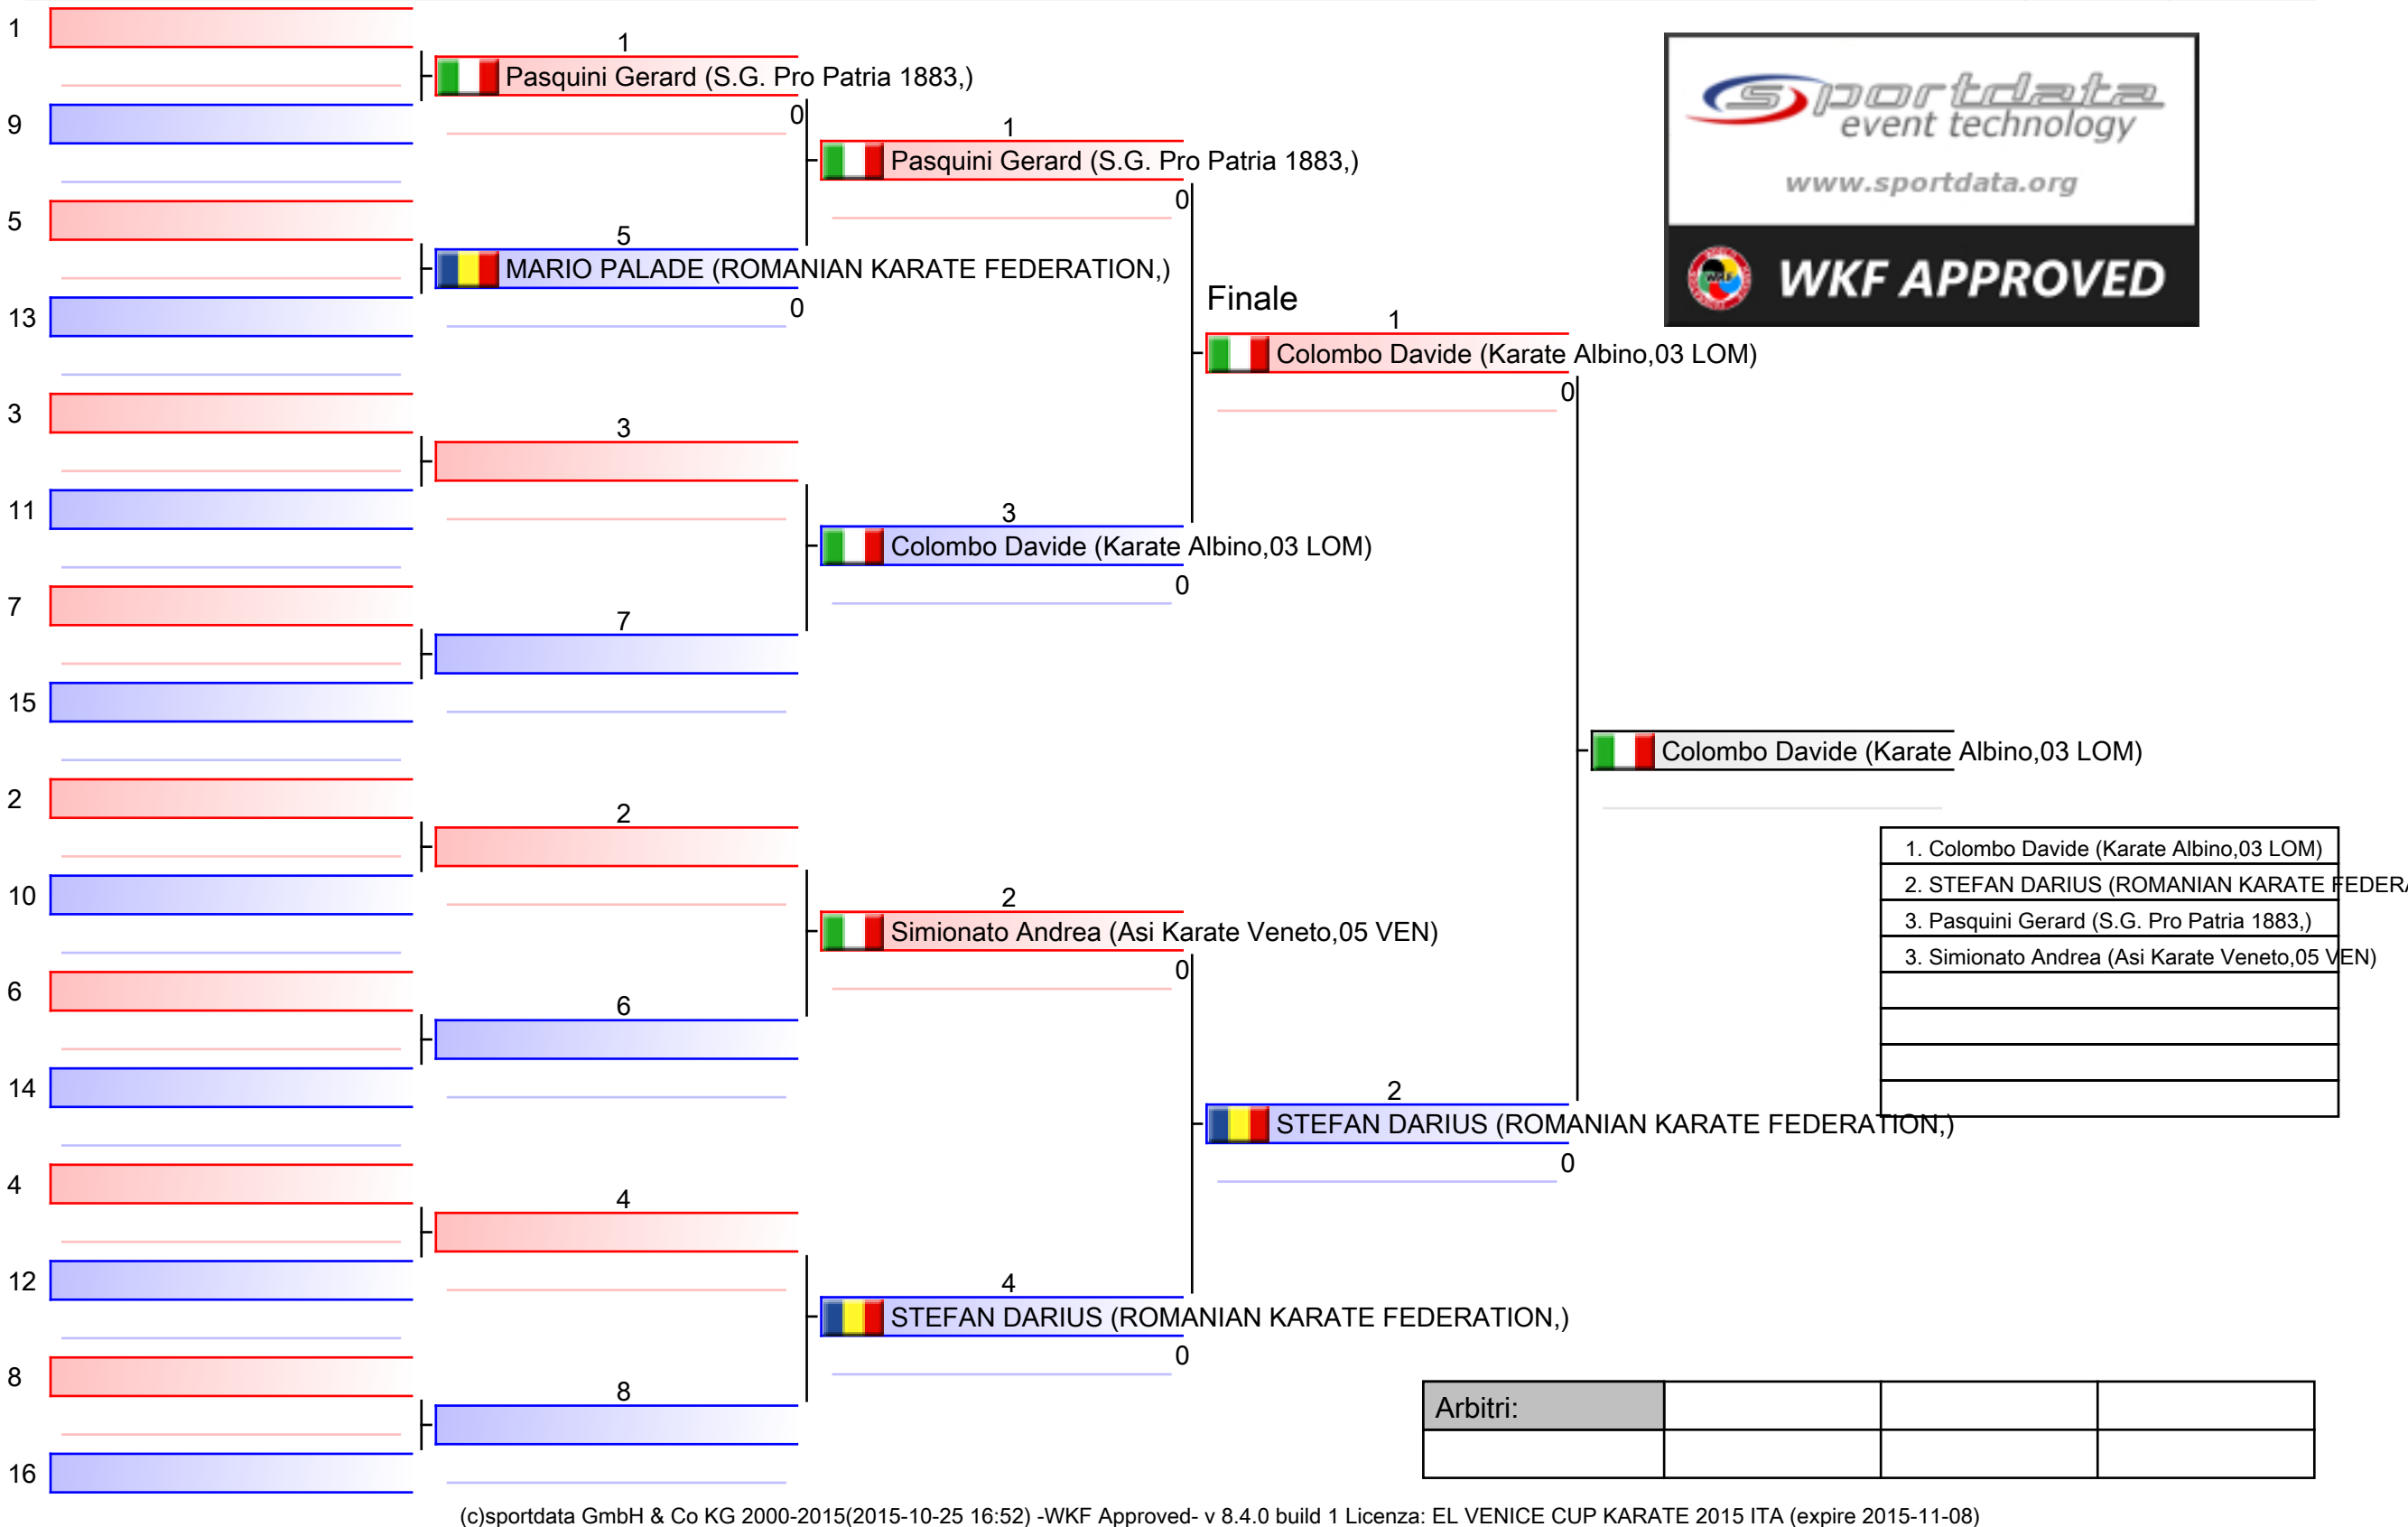 1
9
5
13
3
11
7
15
2
10
6
14
4
12
8
16
1
Pasquini Gerard (S.G. Pro Patria 1883,)
0
5
MARIO PALADE (ROMANIAN KARATE FEDERATION,)
0
3
7
2
6
4
8
1
Pasquini Gerard (S.G. Pro Patria 1883,)
0
3
Colombo Davide (Karate Albino,03 LOM)
0
2
Simionato Andrea (Asi Karate Veneto,05 VEN)
0
4
STEFAN DARIUS (ROMANIAN KARATE FEDERATION,)
0
Finale
1
Colombo Davide (Karate Albino,03 LOM)
0
2
STEFAN DARIUS (ROMANIAN KARATE FEDERATION,)
0
Colombo Davide (Karate Albino,03 LOM)
sportdata
event technology
www.sportdata.org
WKF
WKF APPROVED
1. Colombo Davide (Karate Albino,03 LOM)
2. STEFAN DARIUS (ROMANIAN KARATE FEDERA
3. Pasquini Gerard (S.G. Pro Patria 1883,)
3. Simionato Andrea (Asi Karate Veneto,05 VEN)
Arbitri:
(c)sportdata GmbH & Co KG 2000-2015(2015-10-25 16:52) -WKF Approved- v 8.4.0 build 1 Licenza: EL VENICE CUP KARATE 2015 ITA (expire 2015-11-08)